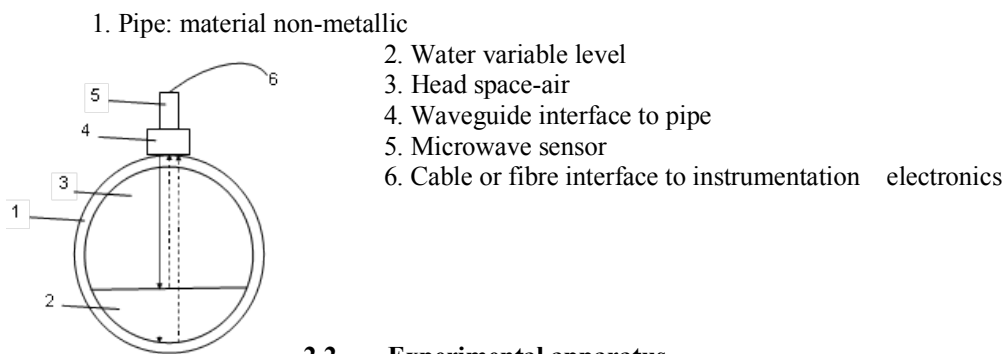 1. Pipe: material non-metallic
2. Water variable level
3. Head space-air
4. Waveguide interface to pipe
5. Microwave sensor
6. Cable or fibre interface to instrumentation electronics
6
5
4
3
1
2
2.2 Experimental apparatus